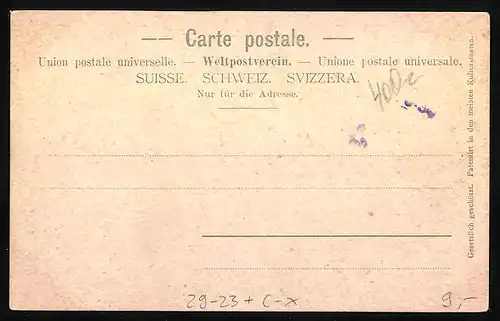 — Carte postale. —
Union postale universelle. — Weltpostverein. — Unione postale universale.
SUISSE. SCHWEIZ. SVIZZERA.
Nur für die Adresse.
Gesetzlich geschützt. Patentirt in den meisten Kulturstaaten.
29-23 + C-X
9,-